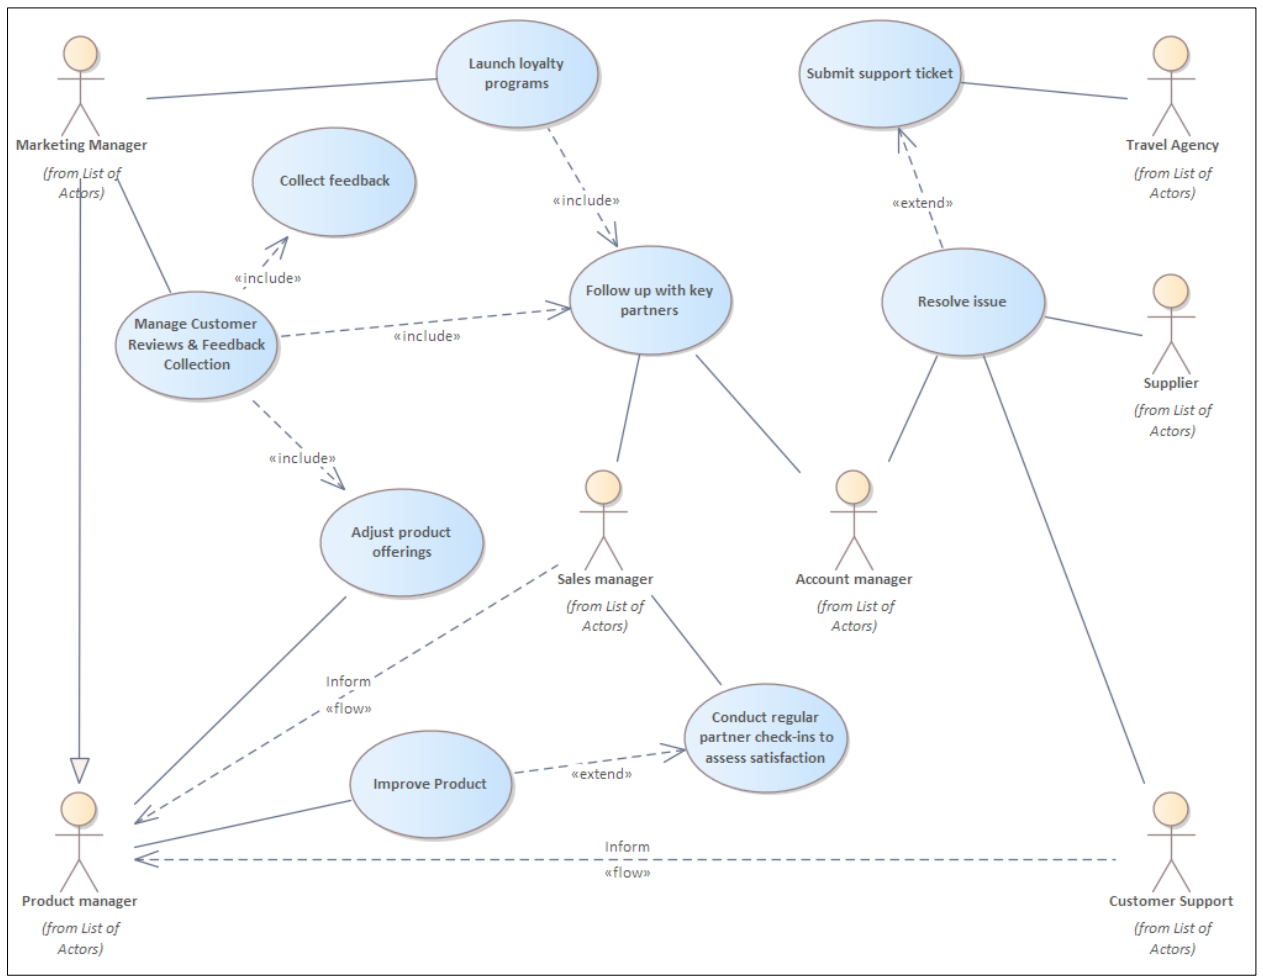 Launch loyalty
programs
Submit support ticket
Marketing Manager
(from List of
Actors)
Travel Agency
(from List of
Actors)
Collect feedback
«include»
«extend»
«include»
Follow up with key
partners
Resolve issue
Manage Customer
Reviews & Feedback
Collection
«include»
Supplier
(from List of
Actors)
«include»
Adjust product
offerings
Sales manager
(from List of
Actors)
Account manager
(from List of
Actors)
Inform
«flow»
Conduct regular
partner check-ins to
assess satisfaction
Improve Product
«extend»
Inform
«flow»
Product manager
(from List of
Actors)
Customer Support
(from List of
Actors)